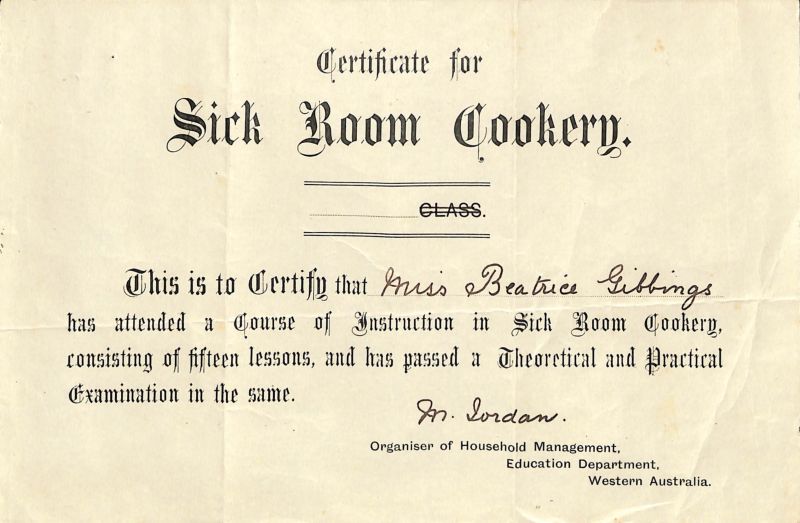 Certificate for
Sick Room Cookery.
CLASS.
This is to Certify that Miss Beatrice Gibbings
has attended a Course of Instruction in Sick Room Cookery,
consisting of fifteen lessons, and has passed a Theoretical and Practical
Examination in the same.
M. Jordan.
Organiser of Household Management,
Education Department,
Western Australia.